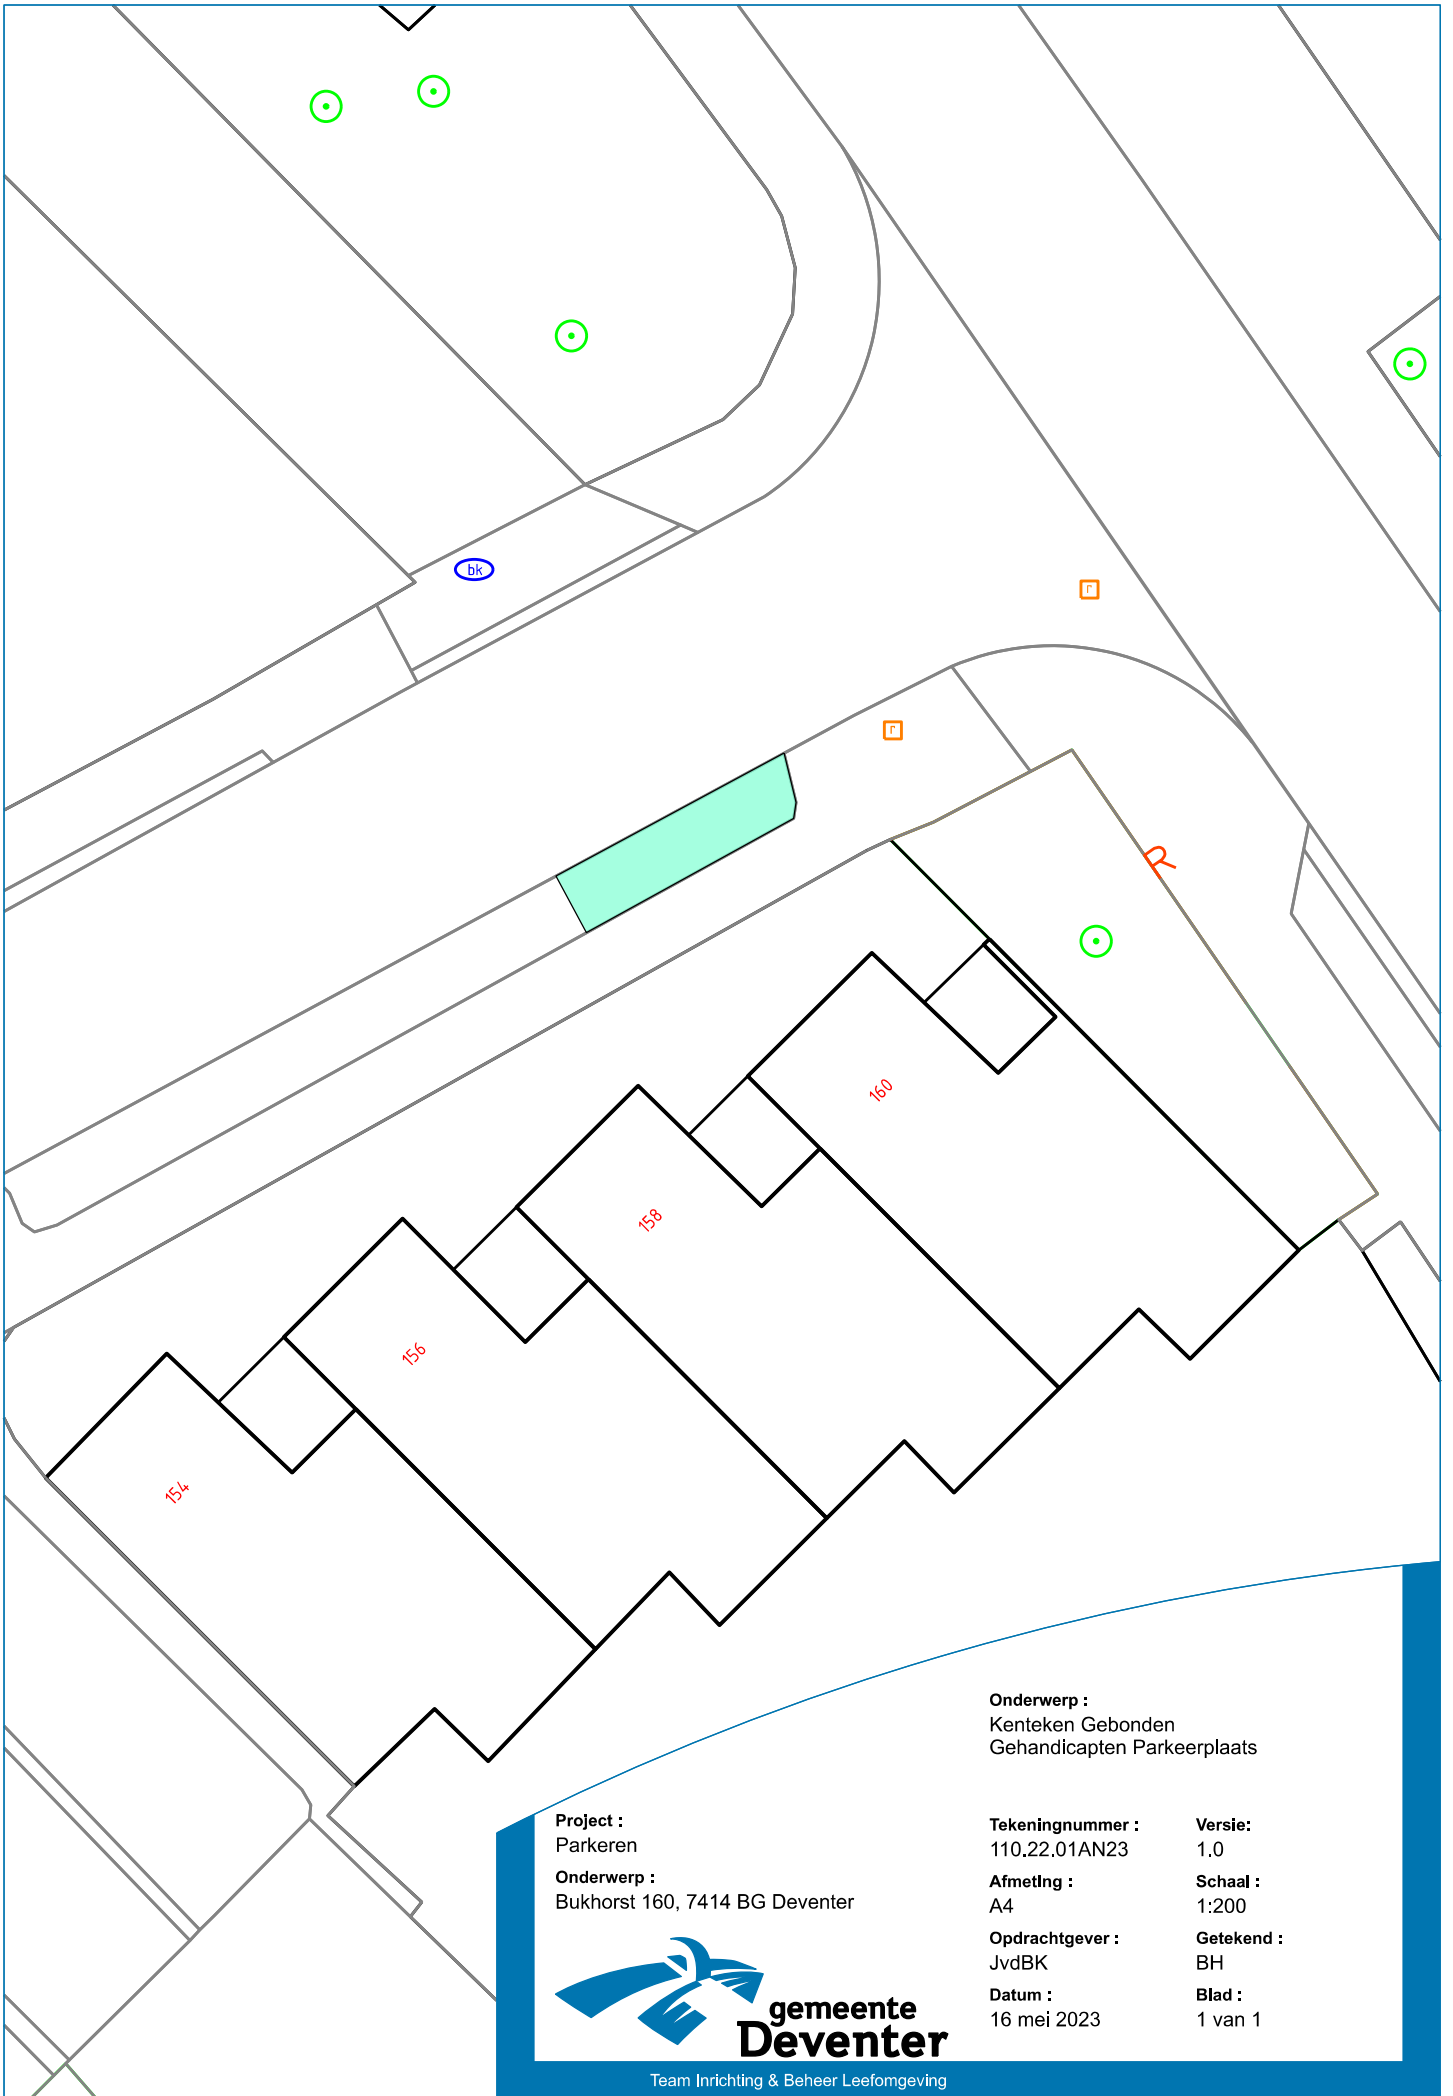 bk
r
r
R
160
158
156
154
Onderwerp :
Kenteken Gebonden
Gehandicapten Parkeerplaats
Project :
Parkeren
Onderwerp :
Bukhorst 160, 7414 BG Deventer
Tekeningnummer :
110.22.01AN23
Versie:
1.0
Afmeting :
A4
Schaal :
1:200
Opdrachtgever :
JvdBK
Getekend :
BH
Datum :
16 mei 2023
Blad :
1 van 1
gemeente
Deventer
Team Inrichting & Beheer Leefomgeving